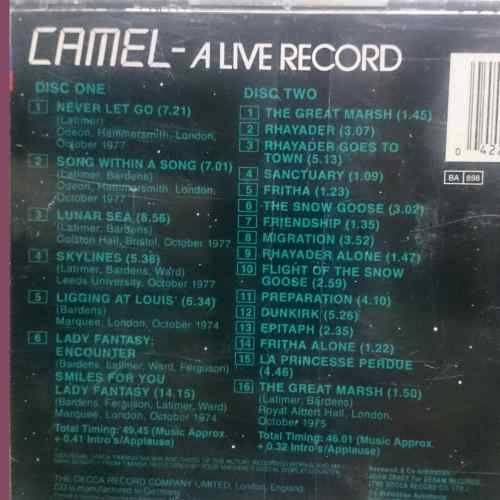 CAMEL - A LIVE RECORD
DISC ONE
1 NEVER LET GO (7.21)
(Latimer)
Odeon, Hammersmith, London,
October 1977
2 SONG WITHIN A SONG (7.01)
(Latimer, Bardens)
Odeon, Hammersmith, London,
October 1977
3 LUNAR SEA (8.56)
(Latimer, Bardens)
Colston Hall, Bristol, October 1977
4 SKYLINES (5.38)
(Latimer, Bardens, Ward)
Leeds University, October 1977
5 LIGGING AT LOUIS' (6.34)
(Bardens)
Marquee, London, October 1974
6 LADY FANTASY:
ENCOUNTER
(Bardens, Latimer, Ward, Ferguson)
SMILES FOR YOU
LADY FANTASY (14.15)
(Bardens, Ferguson, Latimer, Ward)
Marquee, London, October 1974
Total Timing: 49.45 (Music Approx.
+ 0.41 Intro's/Applause)
DISC TWO
1 THE GREAT MARSH (1.45)
2 RHAYADER (3.07)
3 RHAYADER GOES TO
TOWN (5.13)
4 SANCTUARY (1.09)
5 FRITHA (1.23)
6 THE SNOW GOOSE (3.02)
7 FRIENDSHIP (1.35)
8 MIGRATION (3.52)
9 RHAYADER ALONE (1.47)
10 FLIGHT OF THE SNOW
GOOSE (2.59)
11 PREPARATION (4.10)
12 DUNKIRK (5.26)
13 EPITAPH (2.35)
14 FRITHA ALONE (1.22)
15 LA PRINCESSE PERDUE
(4.46)
16 THE GREAT MARSH (1.50)
(Latimer, Bardens)
Royal Albert Hall, London,
October 1975
Total Timing: 46.01 (Music Approx.
+ 0.32 Intro's/Applause)
THE DECCA RECORD COMPANY LIMITED, LONDON, ENGLAND
CD is manufactured in Germany
0 42
BA 898